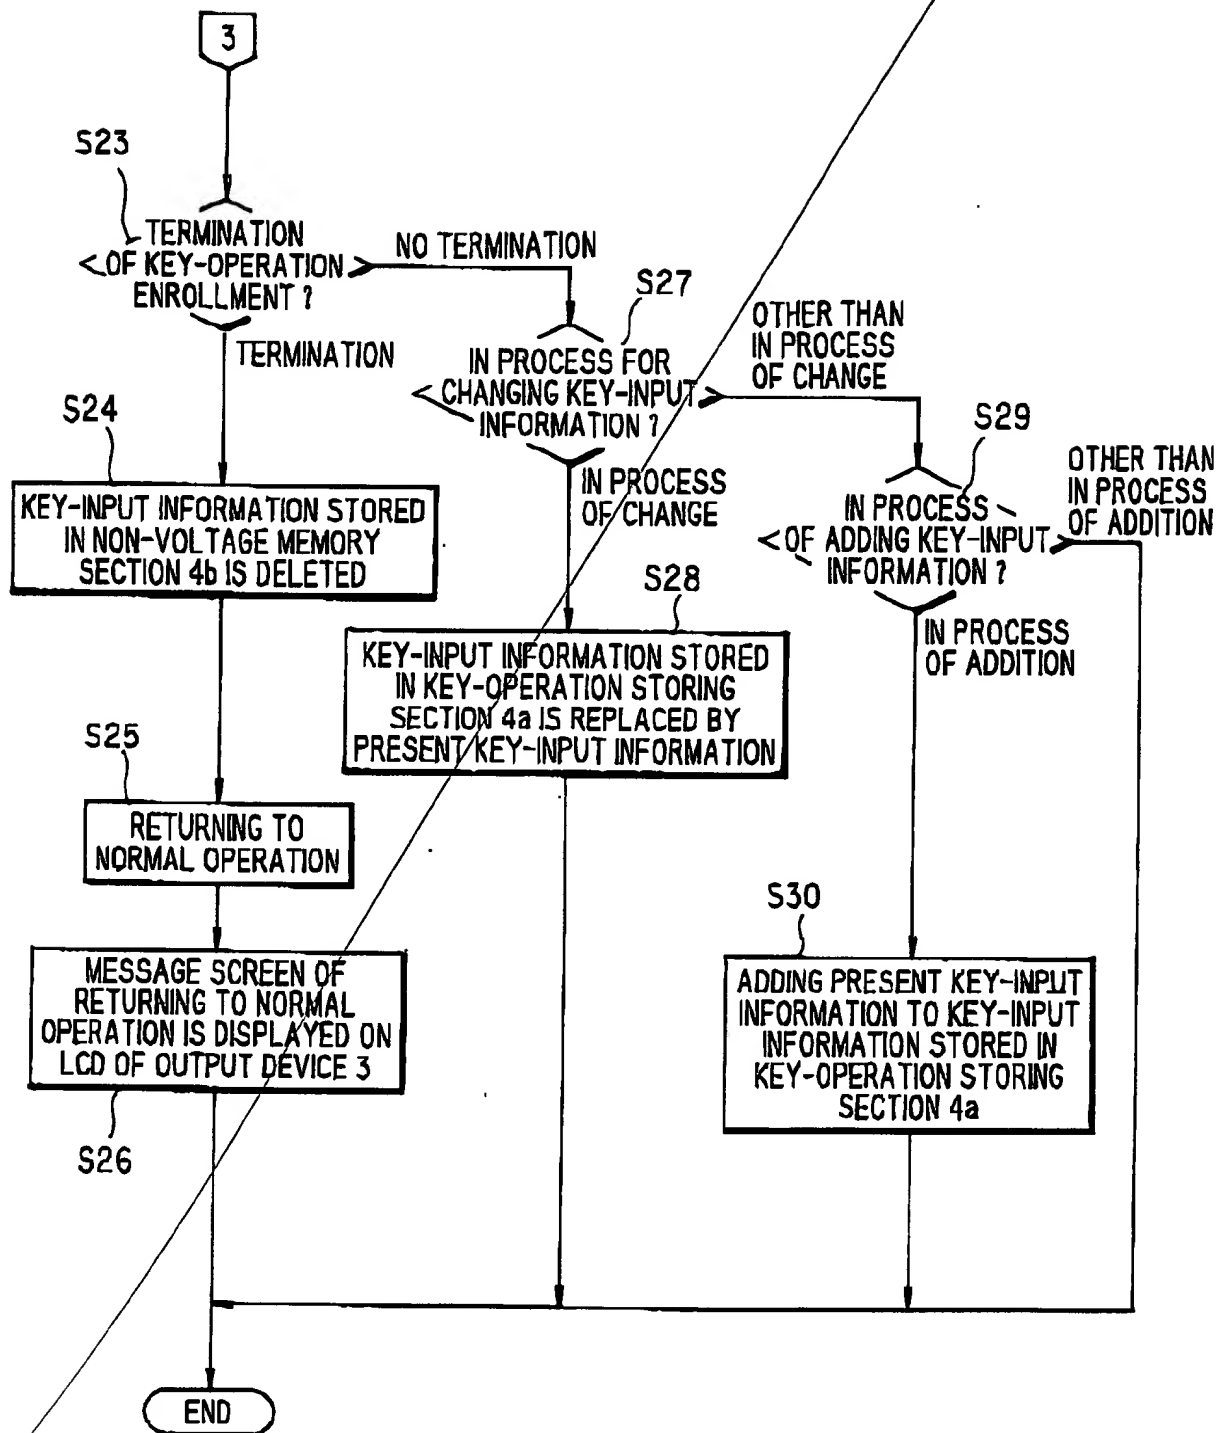 3
S23
TERMINATION
OF KEY-OPERATION
ENROLLMENT ?
NO TERMINATION
TERMINATION
S27
IN PROCESS FOR
CHANGING KEY-INPUT
INFORMATION ?
OTHER THAN
IN PROCESS
OF CHANGE
IN PROCESS
OF CHANGE
S29
IN PROCESS
OF ADDING KEY-INPUT
INFORMATION ?
OTHER THAN
IN PROCESS
OF ADDITION
IN PROCESS
OF ADDITION
S24
KEY-INPUT INFORMATION STORED
IN NON-VOLTAGE MEMORY
SECTION 4b IS DELETED
S28
KEY-INPUT INFORMATION STORED
IN KEY-OPERATION STORING
SECTION 4a IS REPLACED BY
PRESENT KEY-INPUT INFORMATION
S25
RETURNING TO
NORMAL OPERATION
S30
ADDING PRESENT KEY-INPUT
INFORMATION TO KEY-INPUT
INFORMATION STORED IN
KEY-OPERATION STORING
SECTION 4a
MESSAGE SCREEN OF
RETURNING TO NORMAL
OPERATION IS DISPLAYED ON
LCD OF OUTPUT DEVICE 3
S26
END